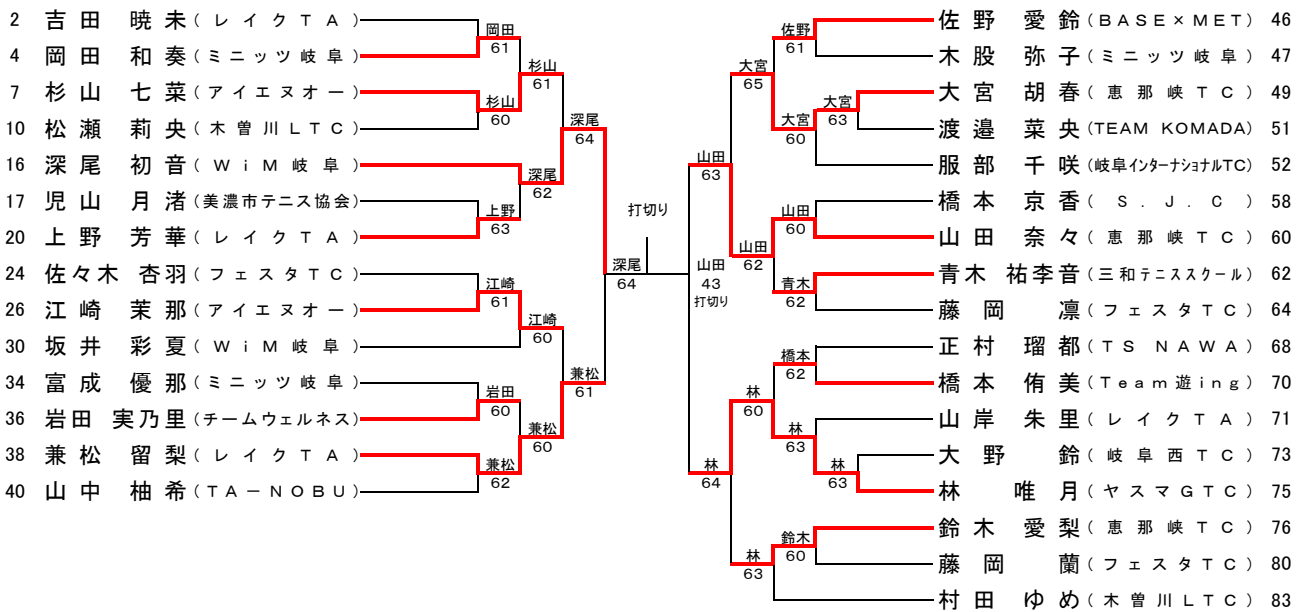 2 吉田 暁未 (レイクTA)
4 岡田 和奏 (ミニッツ岐阜)
7 杉山 七菜 (アイエヌオー)
10 松瀬 莉央 (木曽川LTC)
16 深尾 初音 (WiM岐阜)
17 児山 月渚 (美濃市テニス協会)
20 上野 芳華 (レイクTA)
24 佐々木 杏羽 (フェスタTC)
26 江崎 茉那 (アイエヌオー)
30 坂井 彩夏 (WiM岐阜)
34 富成 優那 (ミニッツ岐阜)
36 岩田 実乃里 (チームウェルネス)
38 兼松 留梨 (レイクTA)
40 山中 柚希 (TA-NOBU)
岡田
61
杉山
60
上野
63
江崎
61
岩田
60
兼松
62
杉山
61
深尾
62
江崎
60
兼松
60
深尾
64
兼松
61
深尾
64
打切り
山田
43
打切り
山田
63
林
64
大宮
65
山田
62
林
60
林
63
佐野
61
大宮
60
山田
60
青木
62
橋本
62
林
63
鈴木
60
大宮
63
林
63
佐野 愛鈴 (BASE×MET) 46
木股 弥子 (ミニッツ岐阜) 47
大宮 胡春 (恵那峡TC) 49
渡邉 菜央 (TEAM KOMADA) 51
服部 千咲 (岐阜インターナショナルTC) 52
橋本 京香 (S.J.C) 58
山田 奈々 (恵那峡TC) 60
青木 祐李音 (三和テニススクール) 62
藤岡 凛 (フェスタTC) 64
正村 瑠都 (TS NAWA) 68
橋本 侑美 (Team遊ing) 70
山岸 朱里 (レイクTA) 71
大野 鈴 (岐阜西TC) 73
林 唯月 (ヤスマGTC) 75
鈴木 愛梨 (恵那峡TC) 76
藤岡 蘭 (フェスタTC) 80
村田 ゆめ (木曽川LTC) 83